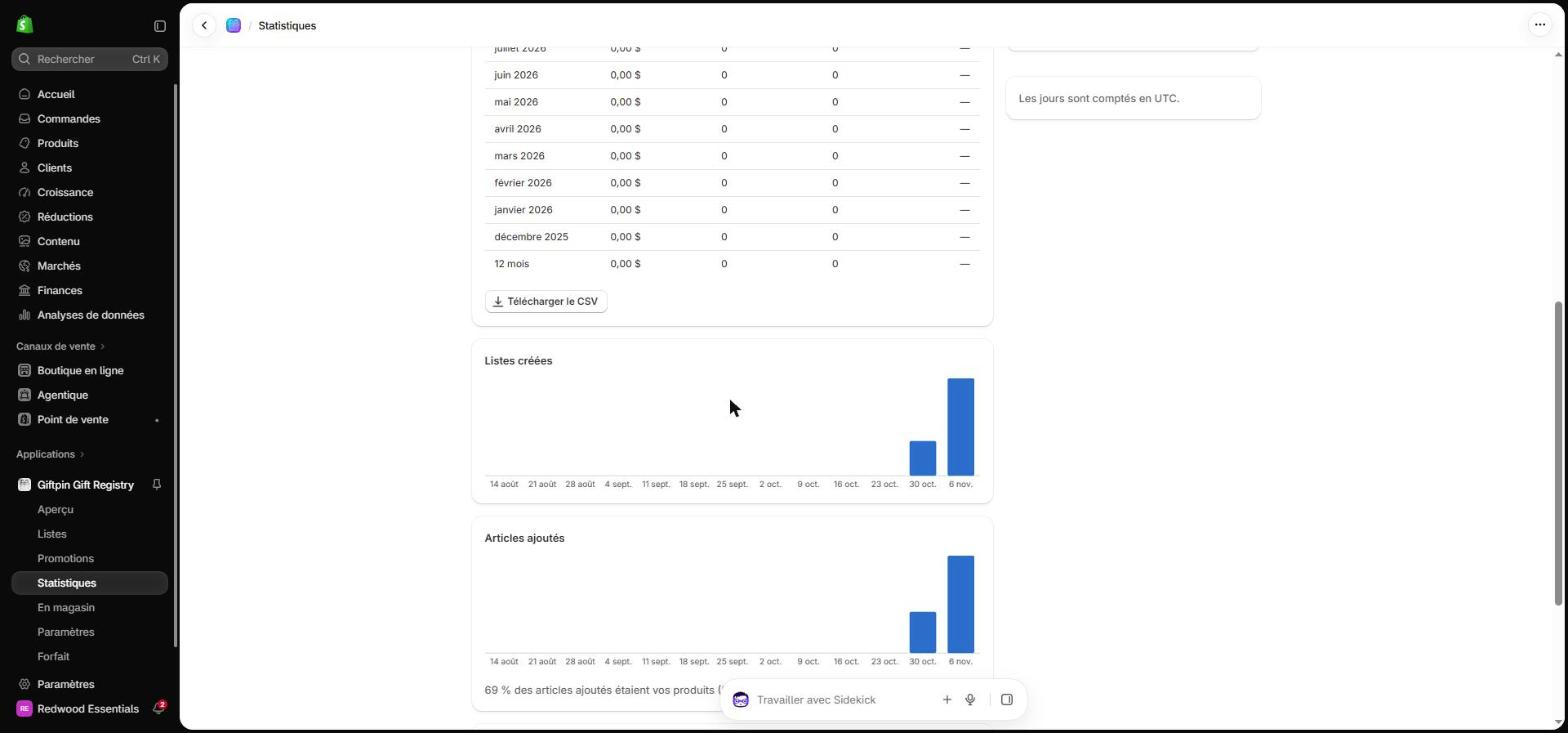 Statistiques
Rechercher Ctrl K
Accueil
Commandes
Produits
Clients
Croissance
Réductions
Contenu
Marchés
Finances
Analyses de données
Canaux de vente
Boutique en ligne
Agentique
Point de vente
Applications
Giftpin Gift Registry
Aperçu
Listes
Promotions
Statistiques
En magasin
Paramètres
Forfait
Paramètres
RE Redwood Essentials 2
juillet 2026 0,00 $ 0 0 —
juin 2026 0,00 $ 0 0 —
mai 2026 0,00 $ 0 0 —
avril 2026 0,00 $ 0 0 —
mars 2026 0,00 $ 0 0 —
février 2026 0,00 $ 0 0 —
janvier 2026 0,00 $ 0 0 —
décembre 2025 0,00 $ 0 0 —
12 mois 0,00 $ 0 0 —
Télécharger le CSV
Listes créées
14 août 21 août 28 août 4 sept. 11 sept. 18 sept. 25 sept. 2 oct. 9 oct. 16 oct. 23 oct. 30 oct. 6 nov.
Articles ajoutés
14 août 21 août 28 août 4 sept. 11 sept. 18 sept. 25 sept. 2 oct. 9 oct. 16 oct. 23 oct. 30 oct. 6 nov.
69 % des articles ajoutés étaient vos produits (
Travailler avec Sidekick
Les jours sont comptés en UTC.